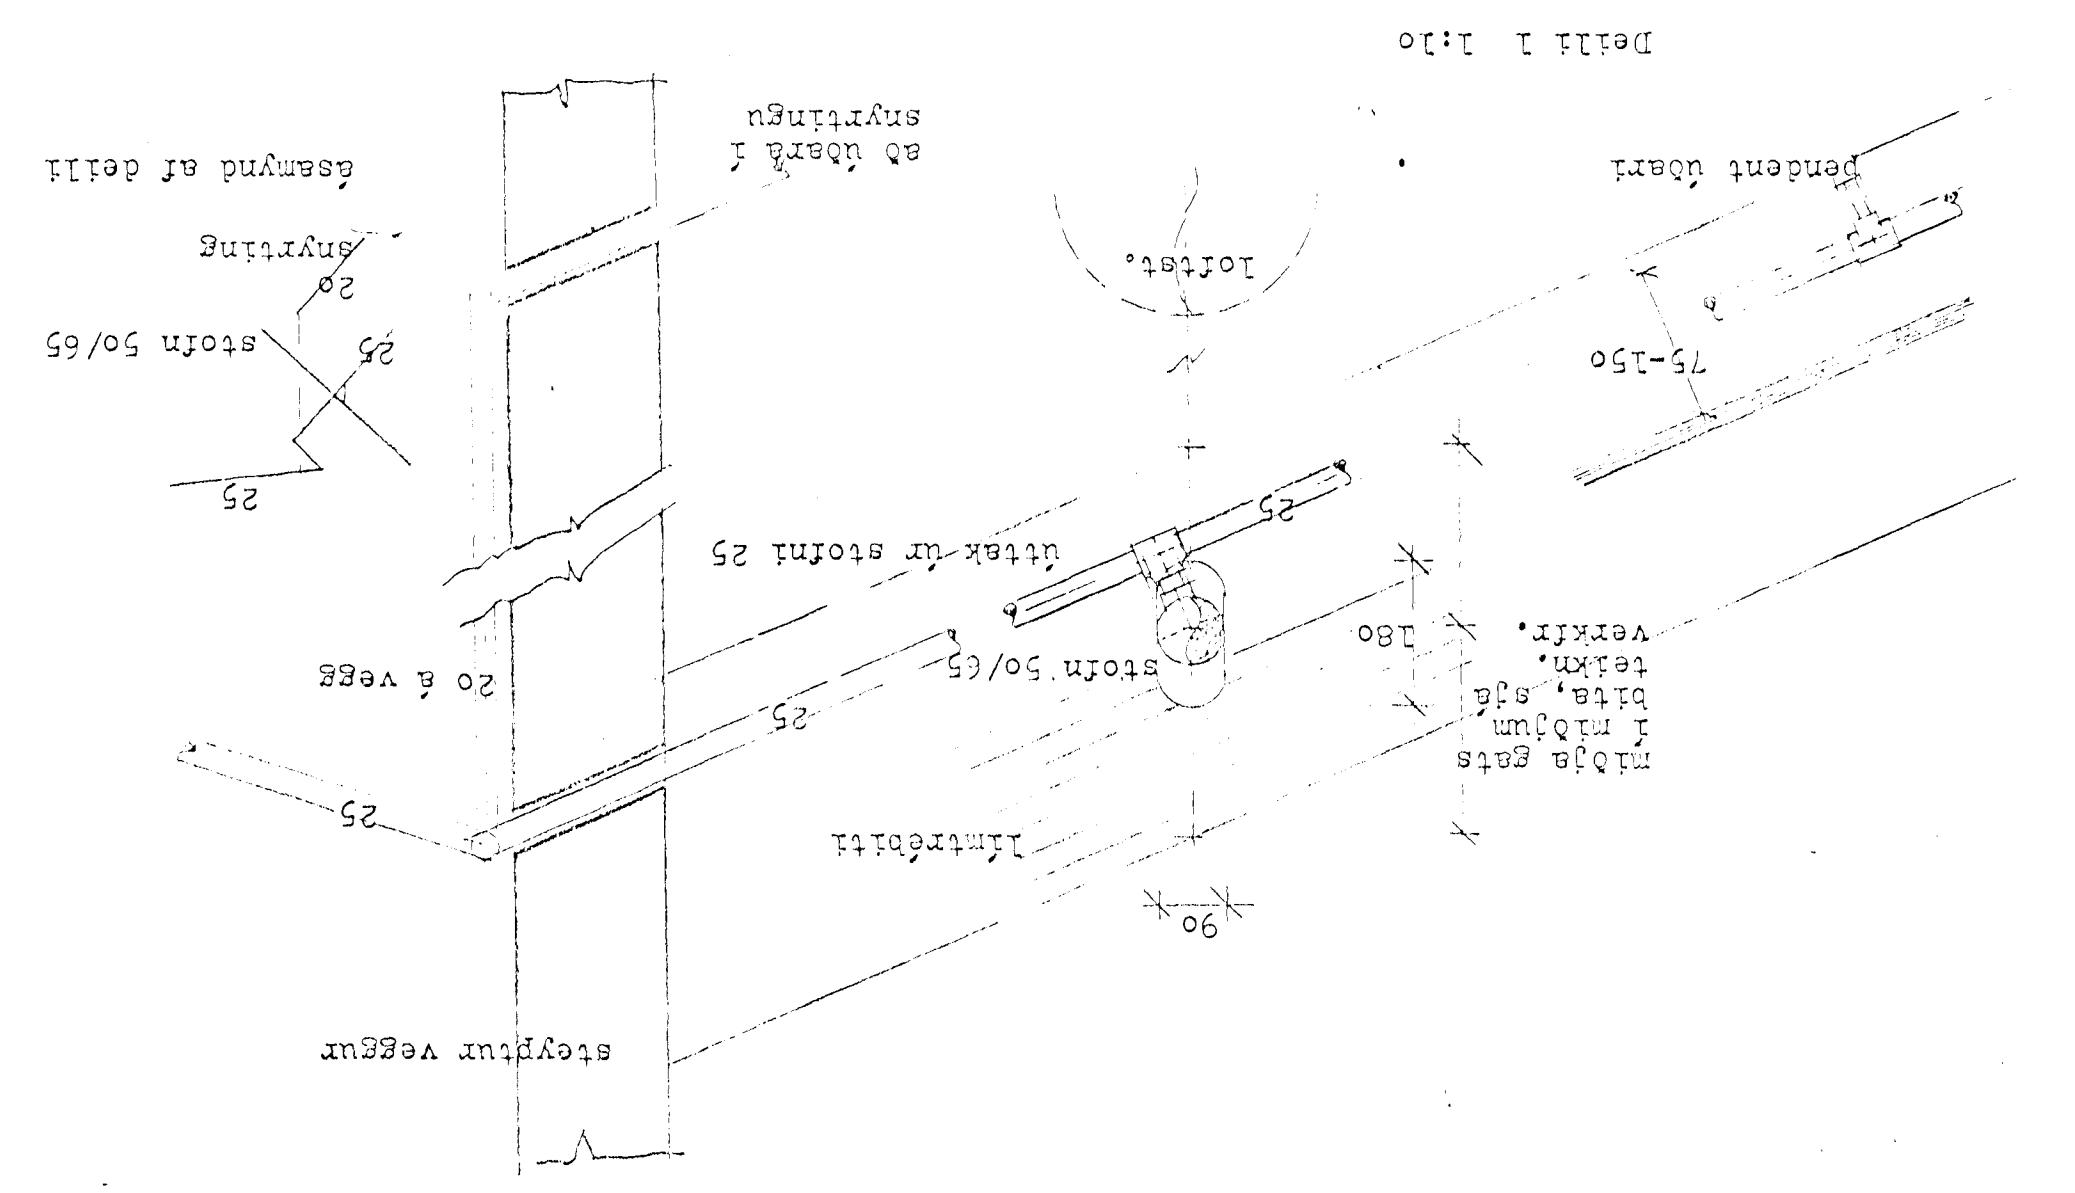 steyptur veggur
90
límtrébiti
miðja gats
í miðjum
bita, sjá
teikn.
verkfr.
180
25
25
20 á vegg
stofn 50/65
úttak úr stofni 25
25
25
75-150
stofn 50/65
25
20
snyrting
ásamynd af deili
loftst.
pendent úðari
að úðara í
snyrtingu
Deili 1 1:10